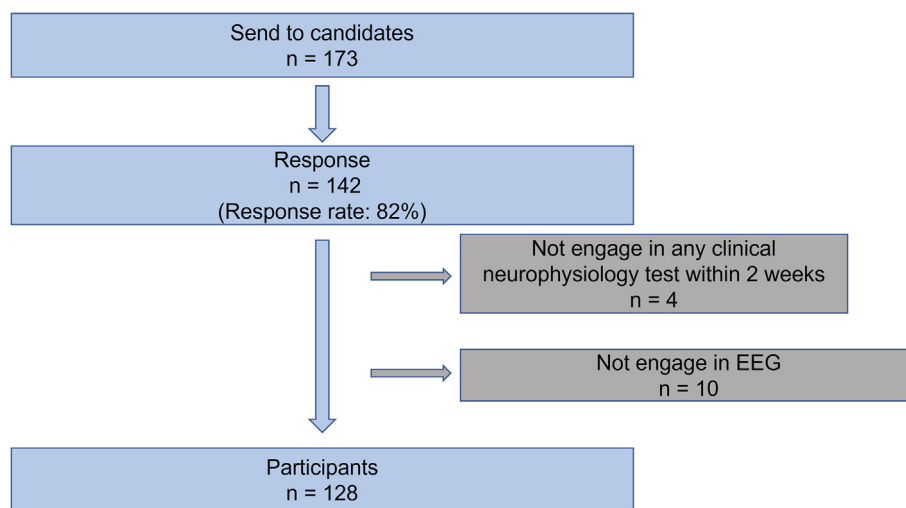 Send to candidates
n = 173
Response
n = 142
(Response rate: 82%)
Not engage in any clinical
neurophysiology test within 2 weeks
n = 4
Not engage in EEG
n = 10
Participants
n = 128